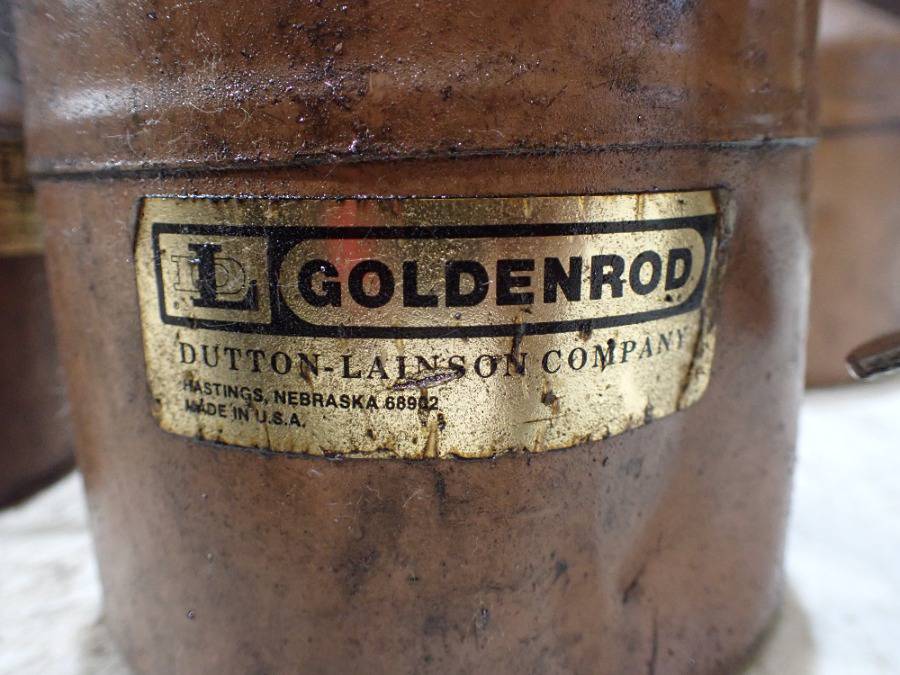 DL GOLDENROD
DUTTON-LAINSON COMPANY
HASTINGS, NEBRASKA 68902
MADE IN U.S.A.